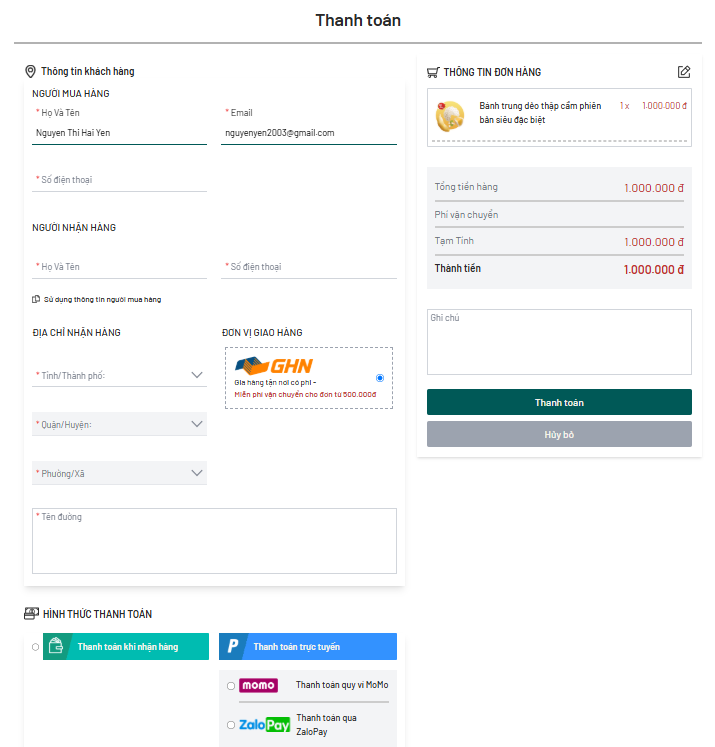 Thanh toán
Thông tin khách hàng
NGƯỜI MUA HÀNG
* Họ Và Tên
* Email
Nguyen Thi Hai Yen
nguyenyen2003@gmail.com
* Số điện thoại
NGƯỜI NHẬN HÀNG
* Họ Và Tên
* Số điện thoại
Sử dụng thông tin người mua hàng
ĐỊA CHỈ NHẬN HÀNG
* Tỉnh/Thành phố:
* Quận/Huyện:
* Phường/Xã
* Tên đường
ĐƠN VỊ GIAO HÀNG
GHN
Gia hàng tận nơi có phí -
Miễn phí vận chuyển cho đơn từ 500.000đ
HÌNH THỨC THANH TOÁN
Thanh toán khi nhận hàng
P Thanh toán trực tuyến
momo Thanh toán quy ví MoMo
ZaloPay Thanh toán qua
ZaloPay
THÔNG TIN ĐƠN HÀNG
Bánh trung dẻo thập cẩm phiên 1 x 1.000.000 đ
bản siêu đặc biệt
Tổng tiền hàng 1.000.000 đ
Phí vận chuyển
Tạm Tính 1.000.000 đ
Thành tiền 1.000.000 đ
Ghi chú
Thanh toán
Hủy bỏ